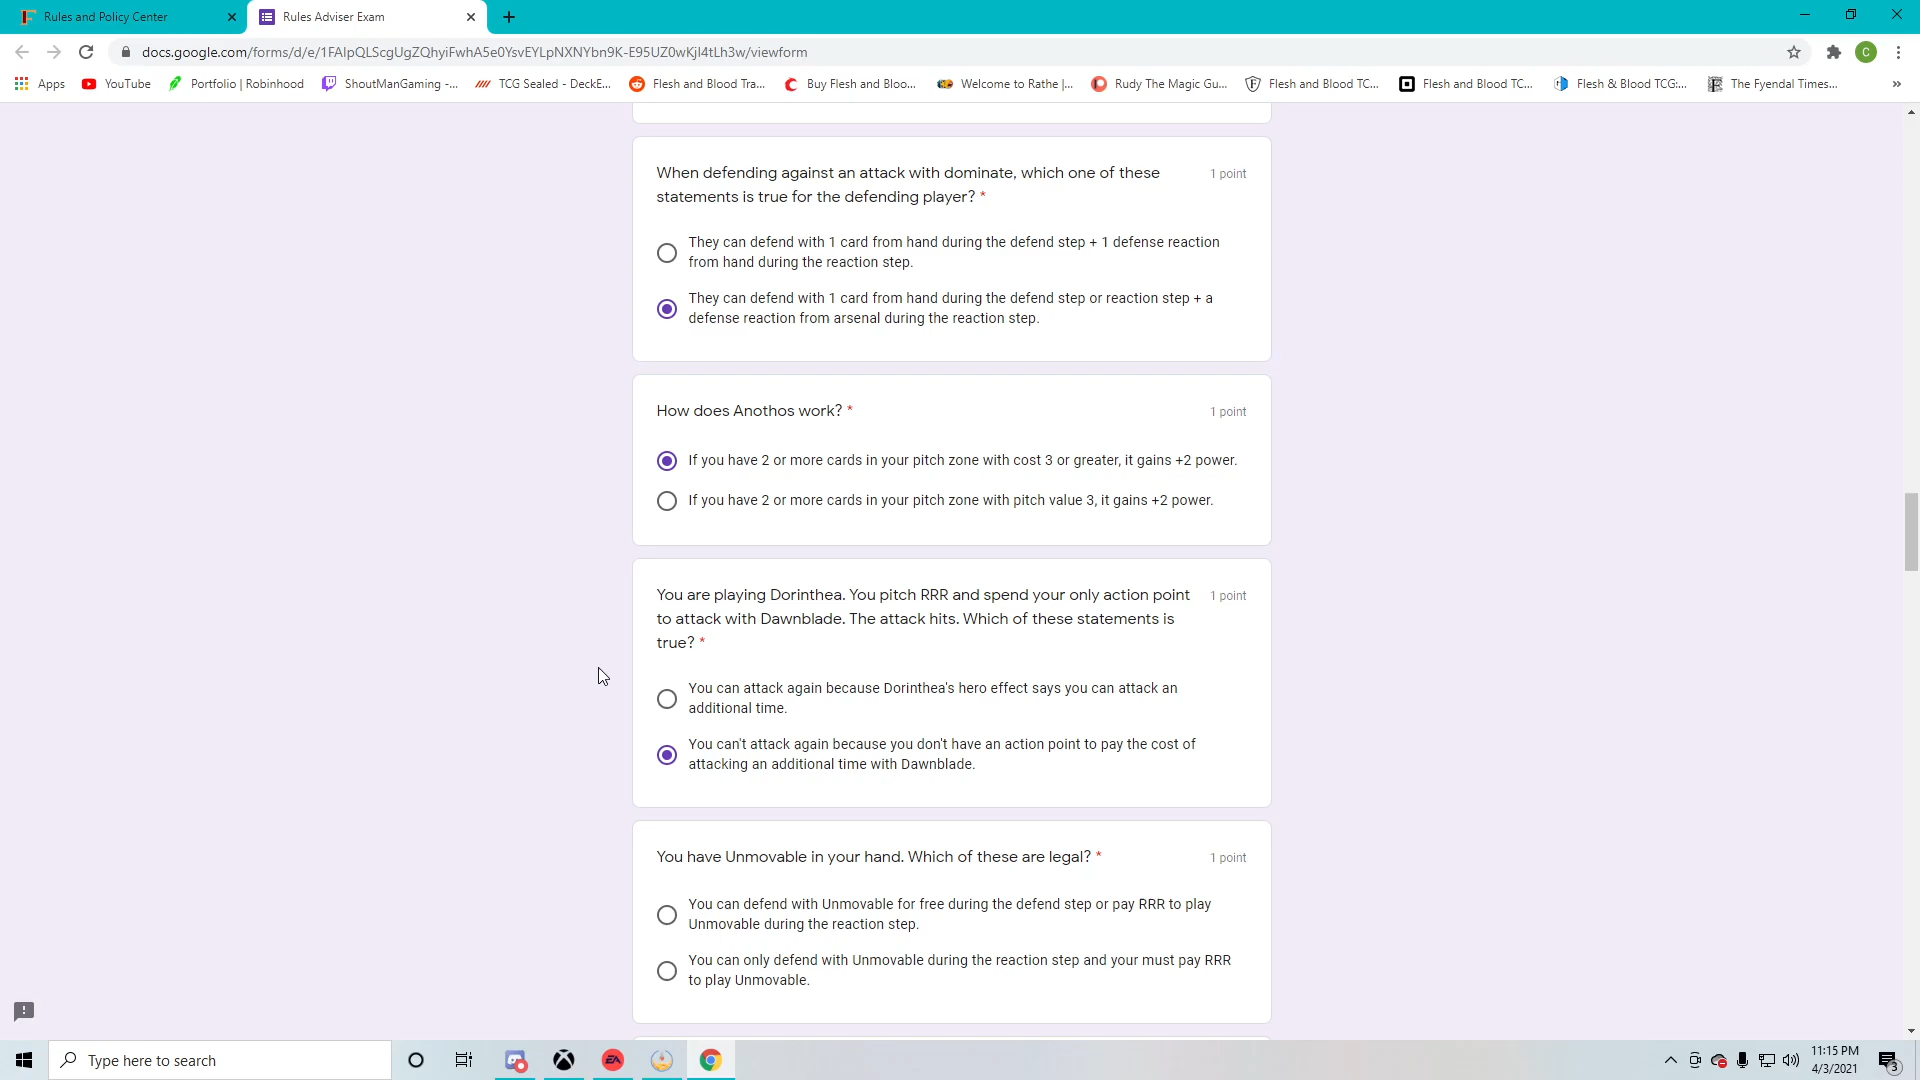 Rules and Policy Center
Rules Adviser Exam
docs.google.com/forms/d/e/1FAIpQLScgUgZQhyiFwhA5e0YsvEYLpNXNYbn9K-E95UZ0wKjI4tLh3w/viewform
C
Apps
YouTube
Portfolio | Robinhood
ShoutManGaming -...
TCG Sealed - DeckE...
Flesh and Blood Tra...
Buy Flesh and Bloo...
Welcome to Rathe |...
Rudy The Magic Gu...
Flesh and Blood TC...
Flesh and Blood TC...
Flesh & Blood TCG:...
The Fyendal Times...
When defending against an attack with dominate, which one of these
statements is true for the defending player? *
1 point
They can defend with 1 card from hand during the defend step + 1 defense reaction
from hand during the reaction step.
They can defend with 1 card from hand during the defend step or reaction step + a
defense reaction from arsenal during the reaction step.
How does Anothos work? *
1 point
If you have 2 or more cards in your pitch zone with cost 3 or greater, it gains +2 power.
If you have 2 or more cards in your pitch zone with pitch value 3, it gains +2 power.
You are playing Dorinthea. You pitch RRR and spend your only action point
to attack with Dawnblade. The attack hits. Which of these statements is
true? *
1 point
You can attack again because Dorinthea's hero effect says you can attack an
additional time.
You can't attack again because you don't have an action point to pay the cost of
attacking an additional time with Dawnblade.
You have Unmovable in your hand. Which of these are legal? *
1 point
You can defend with Unmovable for free during the defend step or pay RRR to play
Unmovable during the reaction step.
You can only defend with Unmovable during the reaction step and your must pay RRR
to play Unmovable.
Type here to search
EA
11:15 PM
4/3/2021
3